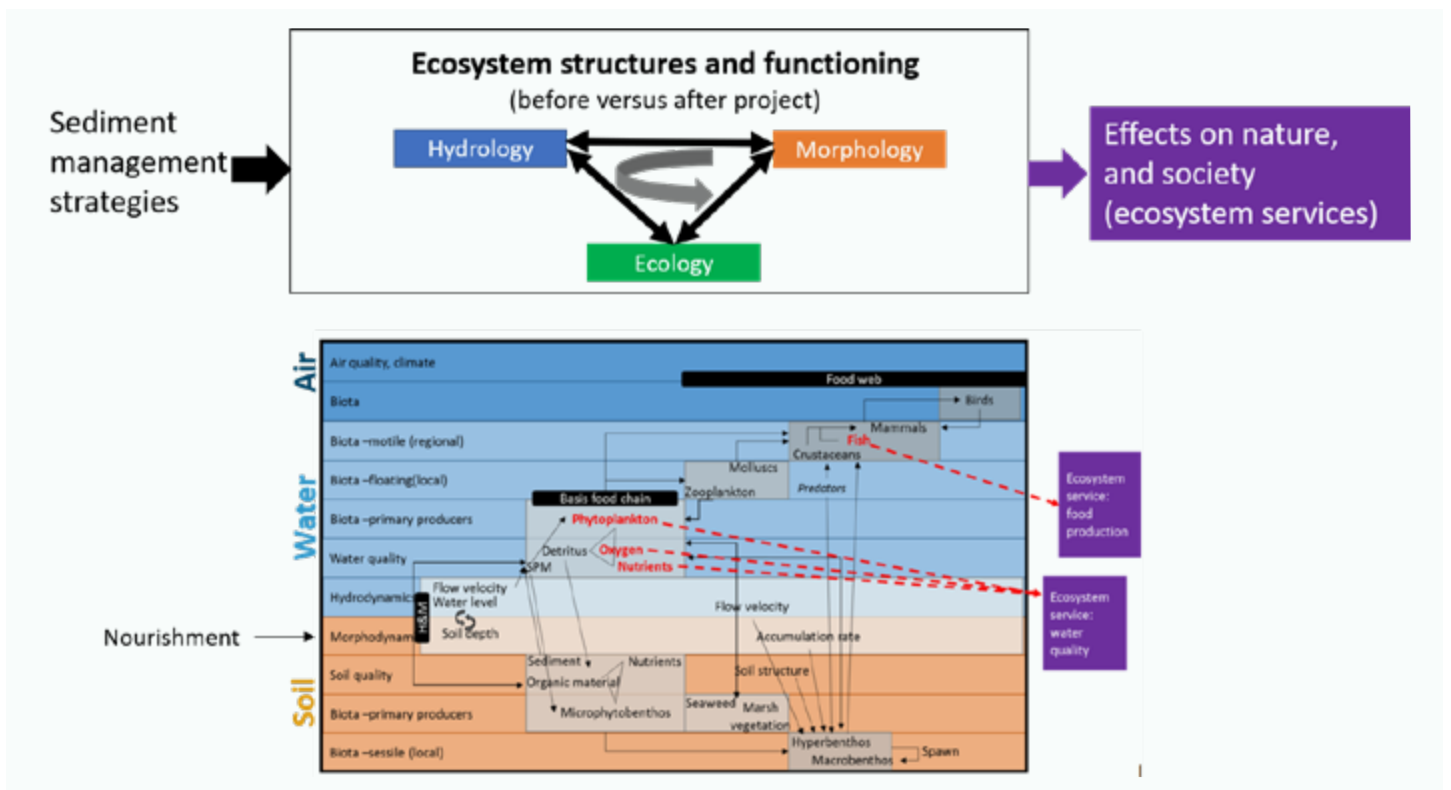 Ecosystem structures and functioning
(before versus after project)
Sediment
management
strategies
Hydrology
Morphology
Ecology
Effects on nature,
and society
(ecosystem services)
Air
Air quality, climate
Food web
Biota
Birds
Biota –motile (regional)
Mammals
Fish
Crustaceans
Water
Biota –floating(local)
Molluscs
Zooplankton
Predators
Basis food chain
Biota –primary producers
Phytoplankton
Water quality
Detritus
Oxygen
SPM
Nutrients
Hydrodynamics
Flow velocity
Water level
H&M
Flow velocity
Nourishment
Morphodynam
Soil depth
Accumulation rate
Soil
Soil quality
Sediment
Nutrients
Organic material
Soil structure
Biota –primary producers
Microphytobenthos
Seaweed
Marsh
vegetation
Biota –sessile (local)
Hyperbenthos
Macrobenthos
Spawn
Ecosystem
service:
food
production
Ecosystem
service:
water
quality